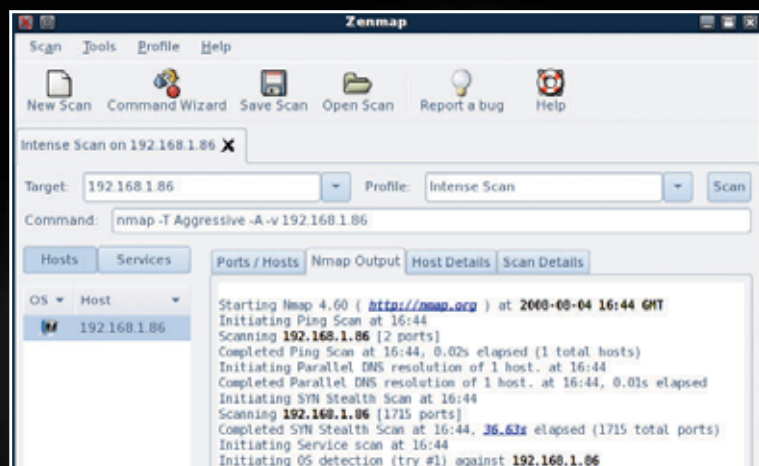 Zenmap
Scan Tools Profile Help
New Scan Command Wizard Save Scan Open Scan Report a bug Help
Intense Scan on 192.168.1.86 X
Target: 192.168.1.86 Profile: Intense Scan Scan
Command: nmap -T Aggressive -A -v 192.168.1.86
Hosts Services Ports / Hosts Nmap Output Host Details Scan Details
OS Host
192.168.1.86
Starting Nmap 4.60 ( http://nmap.org ) at 2008-08-04 16:44 GMT
Initiating Ping Scan at 16:44
Scanning 192.168.1.86 [2 ports]
Completed Ping Scan at 16:44, 0.02s elapsed (1 total hosts)
Initiating Parallel DNS resolution of 1 host. at 16:44
Completed Parallel DNS resolution of 1 host. at 16:44, 0.01s elapsed
Initiating SYN Stealth Scan at 16:44
Scanning 192.168.1.86 [1715 ports]
Completed SYN Stealth Scan at 16:44, 36.63s elapsed (1715 total ports)
Initiating Service scan at 16:44
Initiating OS detection (try #1) against 192.168.1.86